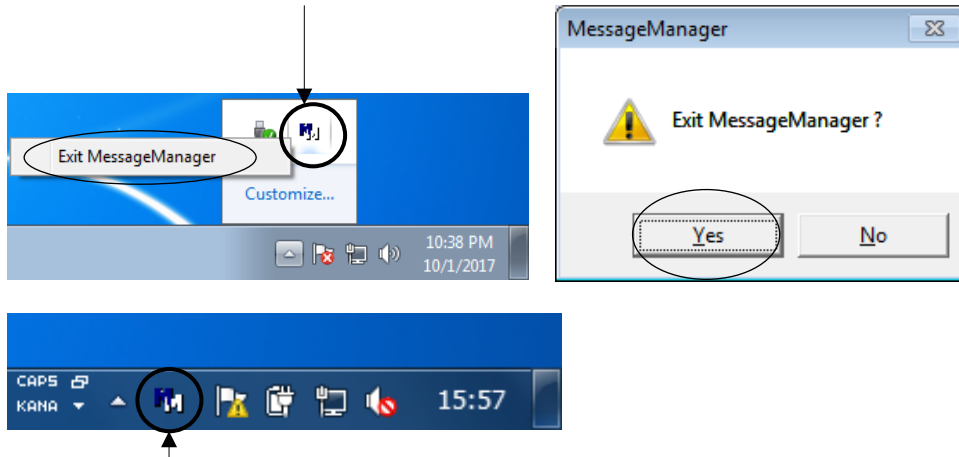 MessageManager
Exit MessageManager ?
Yes
No
Exit MessageManager
Customize...
10:38 PM
10/1/2017
CAPS
KANA
15:57